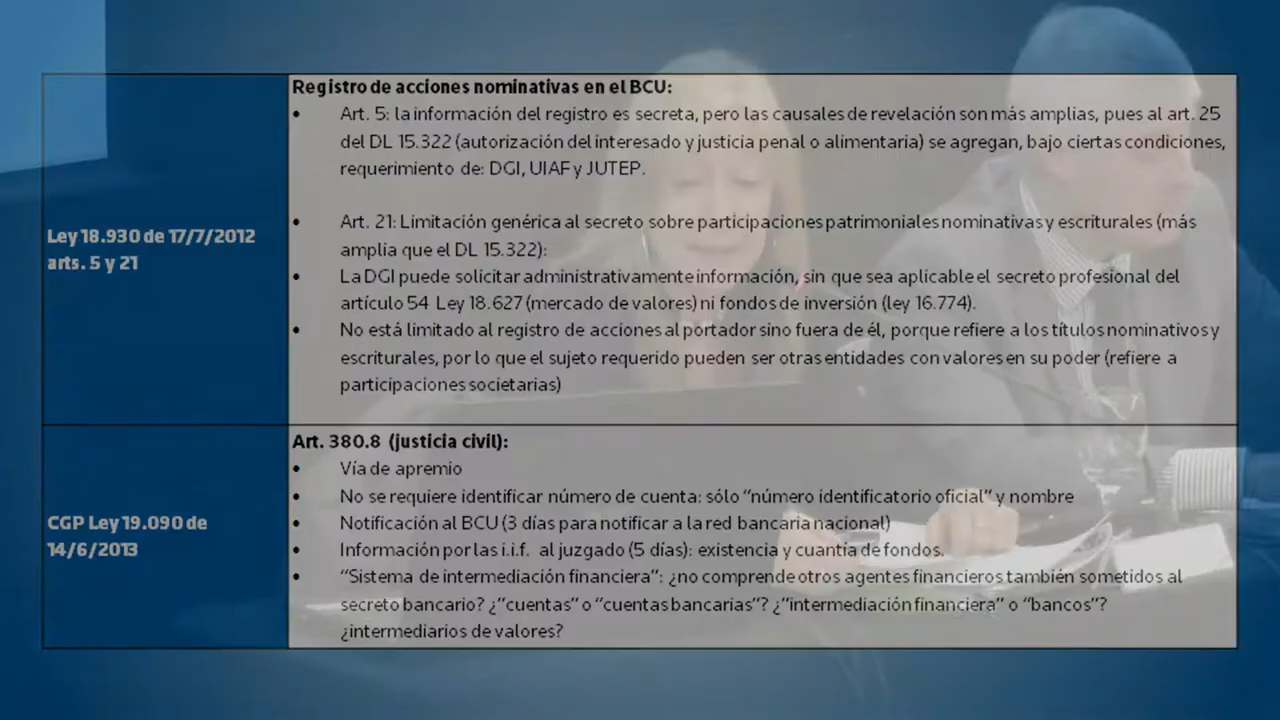 Ley 18.930 de 17/7/2012
arts. 5 y 21
Registro de acciones nominativas en el BCU:
• Art. 5: la información del registro es secreta, pero las causales de revelación son más amplias, pues al art. 25
del DL 15.322 (autorización del interesado y justicia penal o alimentaria) se agregan, bajo ciertas condiciones,
requerimiento de: DGI, UIAF y JUTEP.
• Art. 21: Limitación genérica al secreto sobre participaciones patrimoniales nominativas y escriturales (más
amplia que el DL 15.322):
• La DGI puede solicitar administrativamente información, sin que sea aplicable el secreto profesional del
artículo 54 Ley 18.627 (mercado de valores) ni fondos de inversión (ley 16.774).
• No está limitado al registro de acciones al portador sino fuera de él, porque refiere a los títulos nominativos y
escriturales, por lo que el sujeto requerido pueden ser otras entidades con valores en su poder (refiere a
participaciones societarias)
CGP Ley 19.090 de
14/6/2013
Art. 380.8 (justicia civil):
• Vía de apremio
• No se requiere identificar número de cuenta: sólo "número identificatorio oficial" y nombre
• Notificación al BCU (3 días para notificar a la red bancaria nacional)
• Información por las i.i.f. al juzgado (5 días): existencia y cuantía de fondos.
• "Sistema de intermediación financiera": ¿no comprende otros agentes financieros también sometidos al
secreto bancario? ¿"cuentas" o "cuentas bancarias"? ¿"intermediación financiera" o "bancos"?
¿intermediarios de valores?